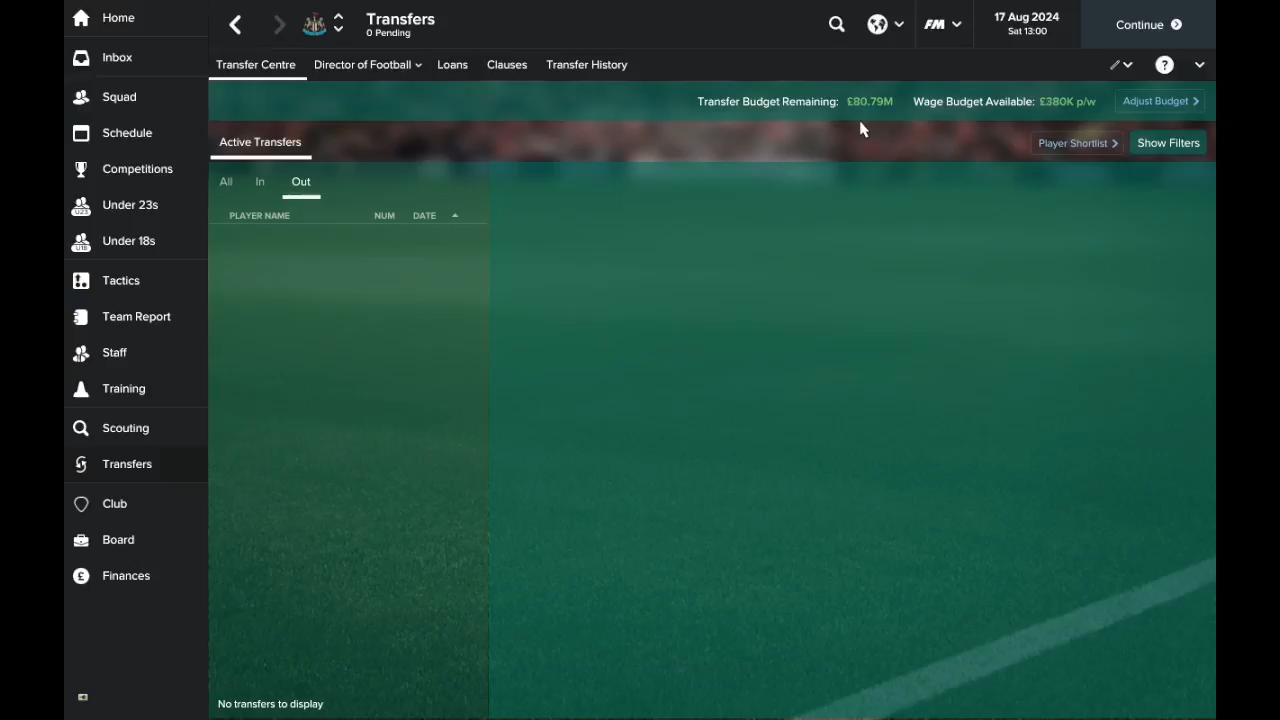 Home
Inbox
Squad
Schedule
Competitions
U23
Under 23s
U18
Under 18s
Tactics
Team Report
Staff
Training
Scouting
Transfers
Club
Board
£
Finances
Transfers
0 Pending
FM
17 Aug 2024
Sat 13:00
Continue
Transfer Centre
Director of Football
Loans
Clauses
Transfer History
?
Transfer Budget Remaining: £80.79M
Wage Budget Available: £380K p/w
Adjust Budget
Active Transfers
Player Shortlist
Show Filters
All
In
Out
PLAYER NAME
NUM
DATE
No transfers to display